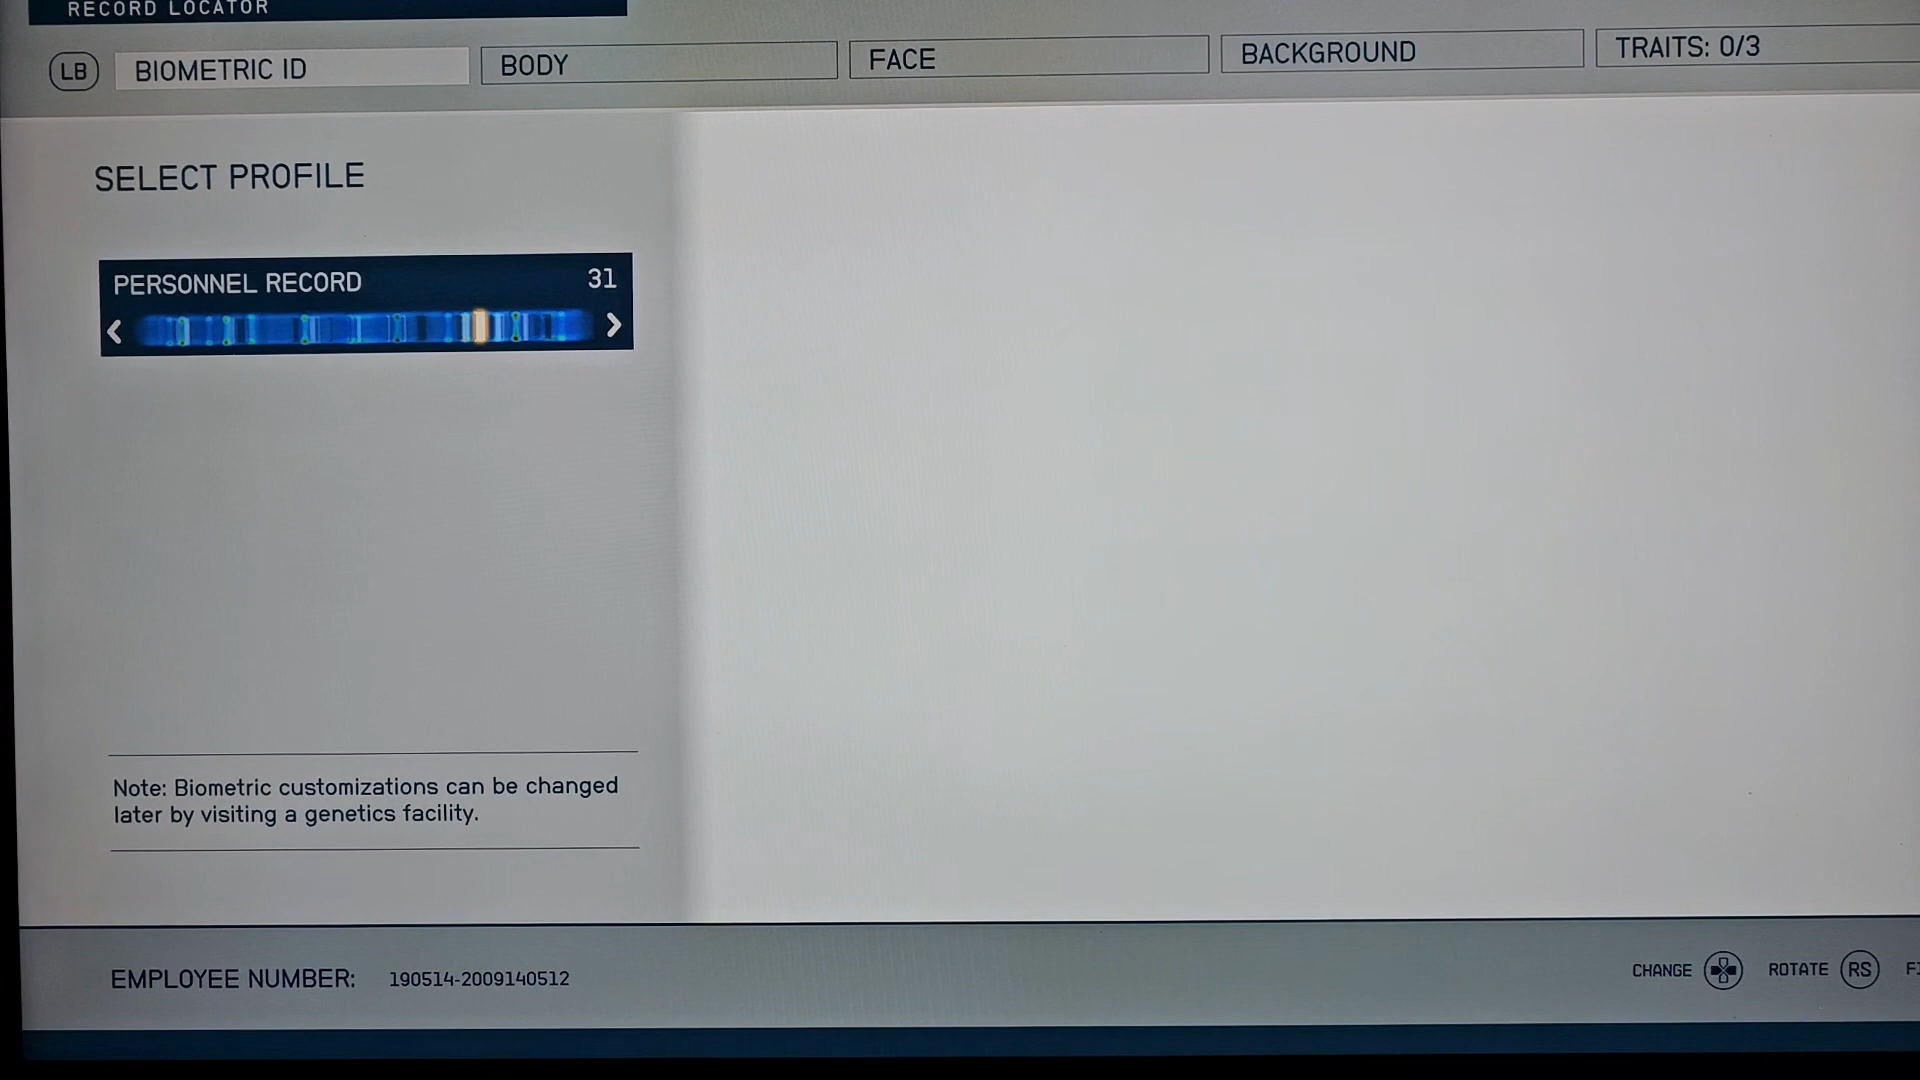 RECORD LOCATOR
LB BIOMETRIC ID BODY FACE BACKGROUND TRAITS: 0/3
SELECT PROFILE
PERSONNEL RECORD 31
Note: Biometric customizations can be changed
later by visiting a genetics facility.
EMPLOYEE NUMBER: 190514-2009140512
CHANGE ROTATE RS